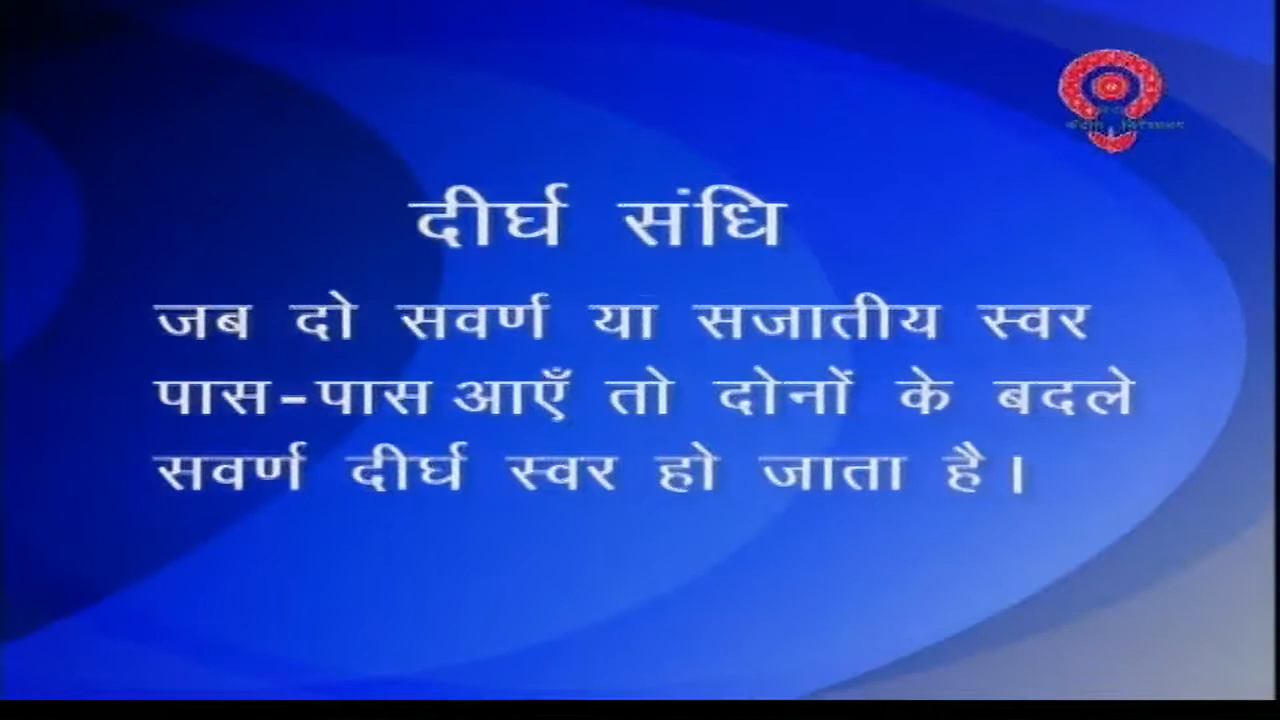 दीर्घ संधि
जब दो सवर्ण या सजातीय स्वर
पास-पास आएँ तो दोनों के बदले
सवर्ण दीर्घ स्वर हो जाता है।